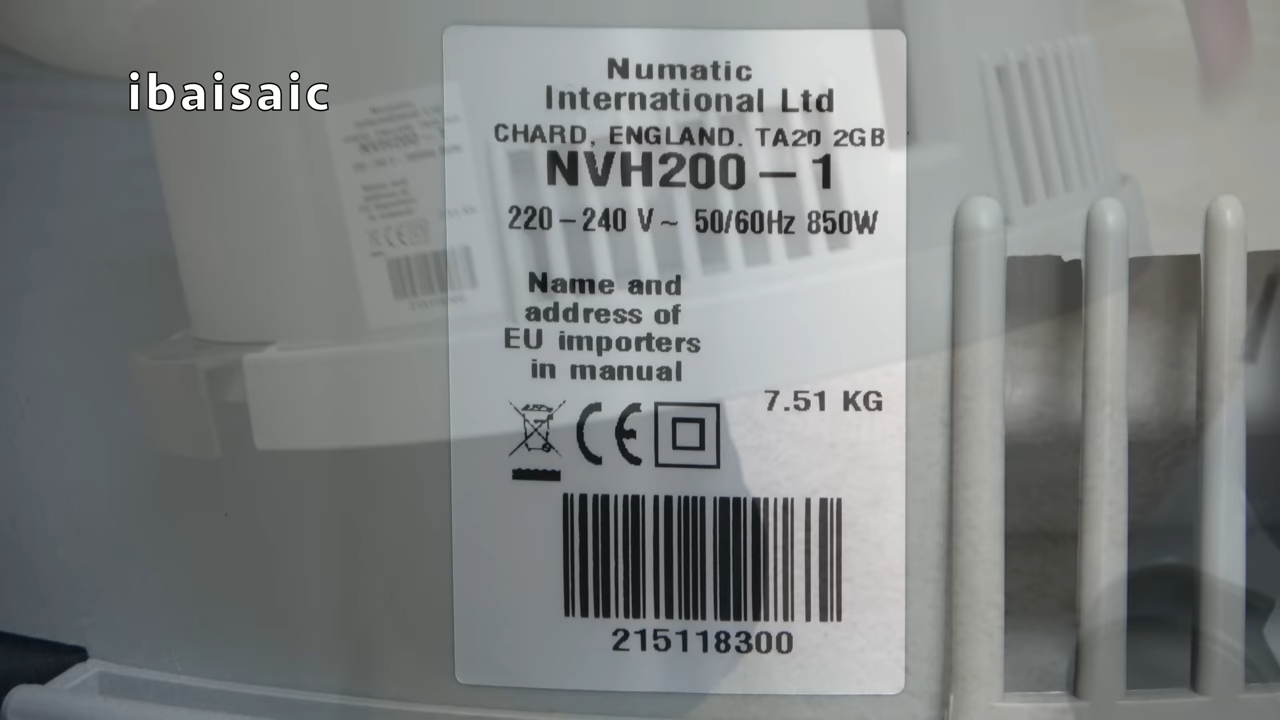 ibaisaic
Numatic
International Ltd
CHARD, ENGLAND. TA20 2GB
NVH200 – 1
220 – 240 V ~ 50/60Hz 850W
Name and
address of
EU importers
in manual
7.51 KG
CE
215118300